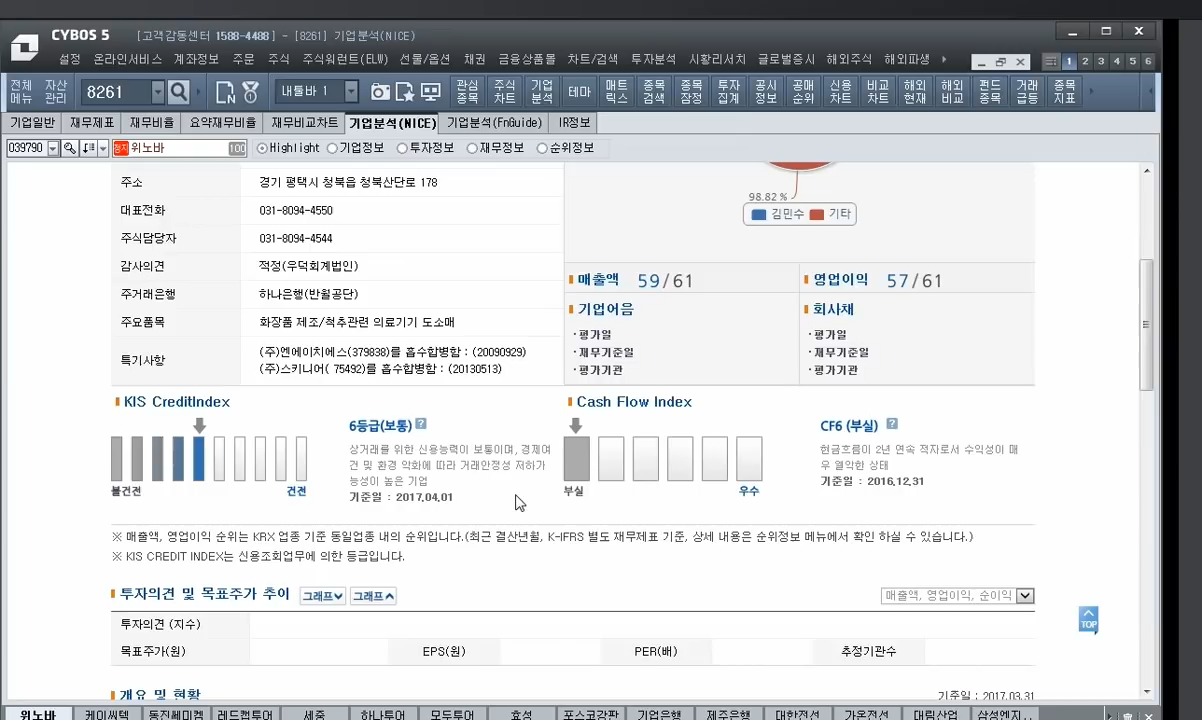 CYBOS 5 [고객감동센터 1588-4488] - [8261] 기업분석(NICE)
설정 온라인서비스 계좌정보 주문 주식 주식워런트(ELW) 선물/옵션 채권 금융상품몰 차트/검색 투자분석 시황리서치 글로벌증시 해외주식 해외파생 1 2 3 4 5 6
전체메뉴 자산관리 8261 내툴바 1 관심종목 주식차트 기업분석 테마 매트릭스 종목검색 종목잠정 투자집계 공시정보 공매순위 신용차트 비교차트 해외현재 해외비교 펀드종목 거래급등 종목지표
기업일반 재무제표 재무비율 요약재무비율 재무비교차트 기업분석(NICE) 기업분석(FnGuide) IR정보
039790 정지 위노바 100 Highlight 기업정보 투자정보 재무정보 순위정보
주소 경기 평택시 청북읍 청북산단로 178
대표전화 031-8094-4550
주식담당자 031-8094-4544
감사의견 적정(우덕회계법인)
주거래은행 하나은행(반월공단)
주요품목 화장품 제조/척추관련 의료기기 도소매
특기사항 (주)엔에이치에스(379838)를 흡수합병함 : (20090929)
(주)스키니어( 75492)를 흡수합병함 : (20130513)
98.82 %
김민수 기타
매출액 59/61 영업이익 57/61
기업어음 회사채
·평가일 ·평가일
·재무기준일 ·재무기준일
·평가기관 ·평가기관
KIS CreditIndex
불건전 건전
6등급(보통) ?
상거래를 위한 신용능력이 보통이며, 경제여
건 및 환경 악화에 따라 거래안정성 저하가
능성이 높은 기업
기준일 : 2017.04.01
Cash Flow Index
부실 우수
CF6 (부실) ?
현금흐름이 2년 연속 적자로서 수익성이 매
우 열악한 상태
기준일 : 2016.12.31
※ 매출액, 영업이익 순위는 KRX 업종 기준 동일업종 내의 순위입니다.(최근 결산년월, K-IFRS 별도 재무제표 기준, 상세 내용은 순위정보 메뉴에서 확인 하실 수 있습니다.)
※ KIS CREDIT INDEX는 신용조회업무에 의한 등급입니다.
투자의견 및 목표주가 추이 그래프 그래프 매출액, 영업이익, 순이익
TOP
투자의견 (지수)
목표주가(원) EPS(원) PER(배) 추정기관수
개요 및 현황 기준일 : 2017.03.31
위노바 케이씨텍 동진쎄미켐 레드캡투어 세중 하나투어 모두투어 효성 포스코강판 기업은행 제주은행 대한전선 가온전선 대림산업 삼성엔지..